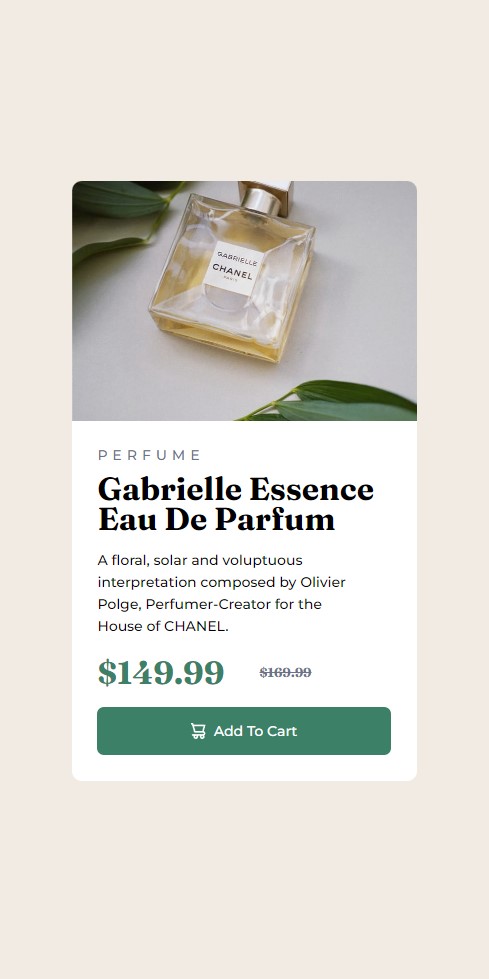 GABRIELLE
CHANEL
PARIS
PERFUME
Gabrielle Essence
Eau De Parfum
A floral, solar and voluptuous
interpretation composed by Olivier
Polge, Perfumer-Creator for the
House of CHANEL.
$149.99 $169.99
Add To Cart